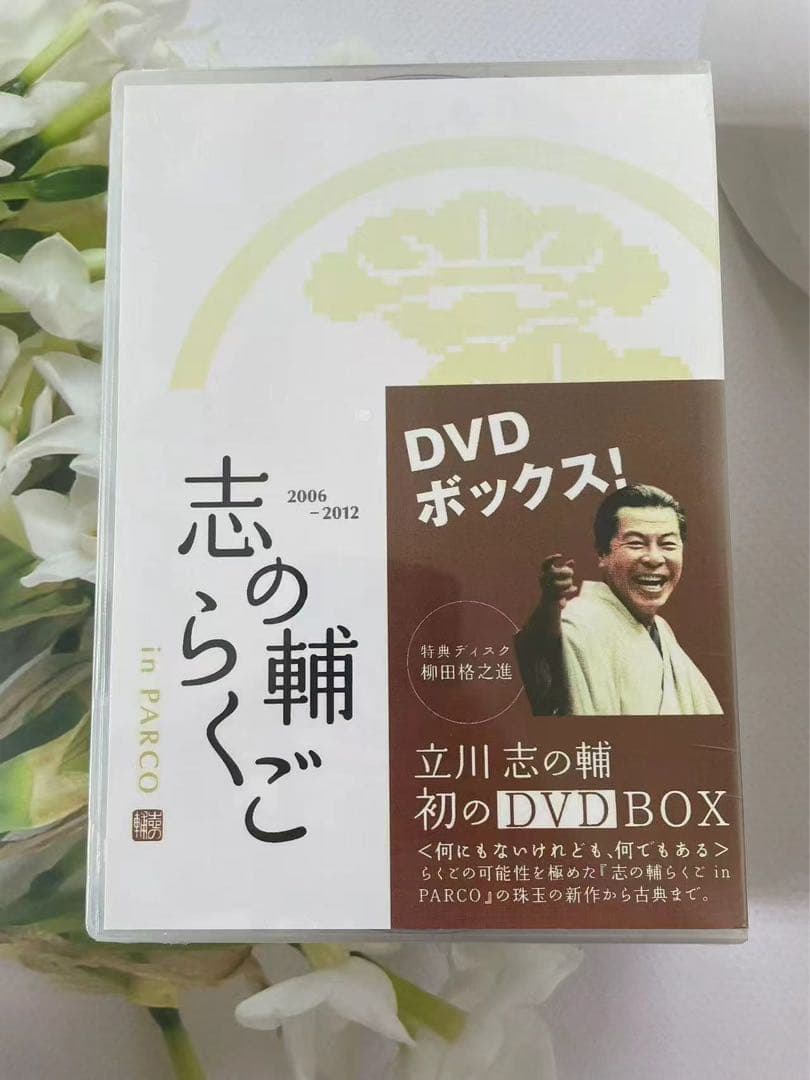 志の輔
らくご
2006
-2012
in PARCO
志の輔
DVD
ボックス!
特典ディスク
柳田格之進
立川 志の輔
初のDVD BOX
<何にもないけれども、何でもある>
らくごの可能性を極めた『志の輔らくご in
PARCO』の珠玉の新作から古典まで。